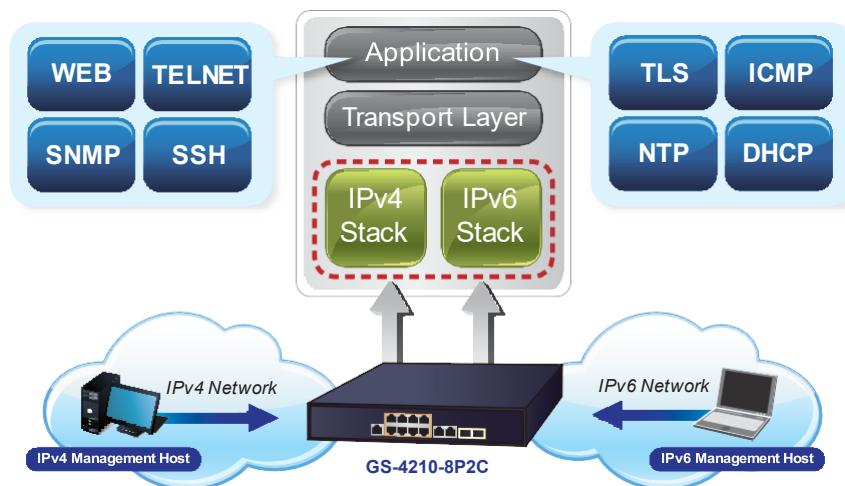 WEB
TELNET
SNMP
SSH
Application
Transport Layer
IPv4
Stack
IPv6
Stack
TLS
ICMP
NTP
DHCP
IPv4 Network
IPv6 Network
IPv4 Management Host
GS-4210-8P2C
IPv6 Management Host